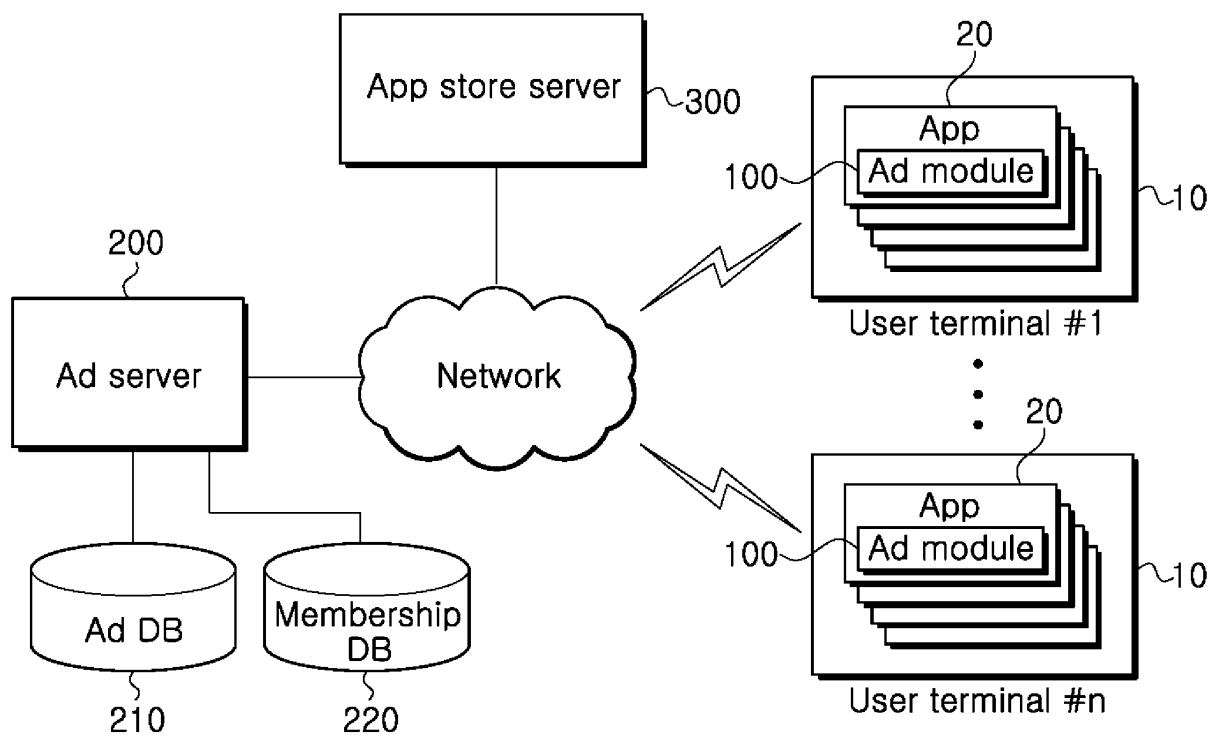 App store server
300
20
App
100
Ad module
10
User terminal #1
200
Ad server
Network
20
App
100
Ad module
10
User terminal #n
Ad DB
Membership
DB
210
220